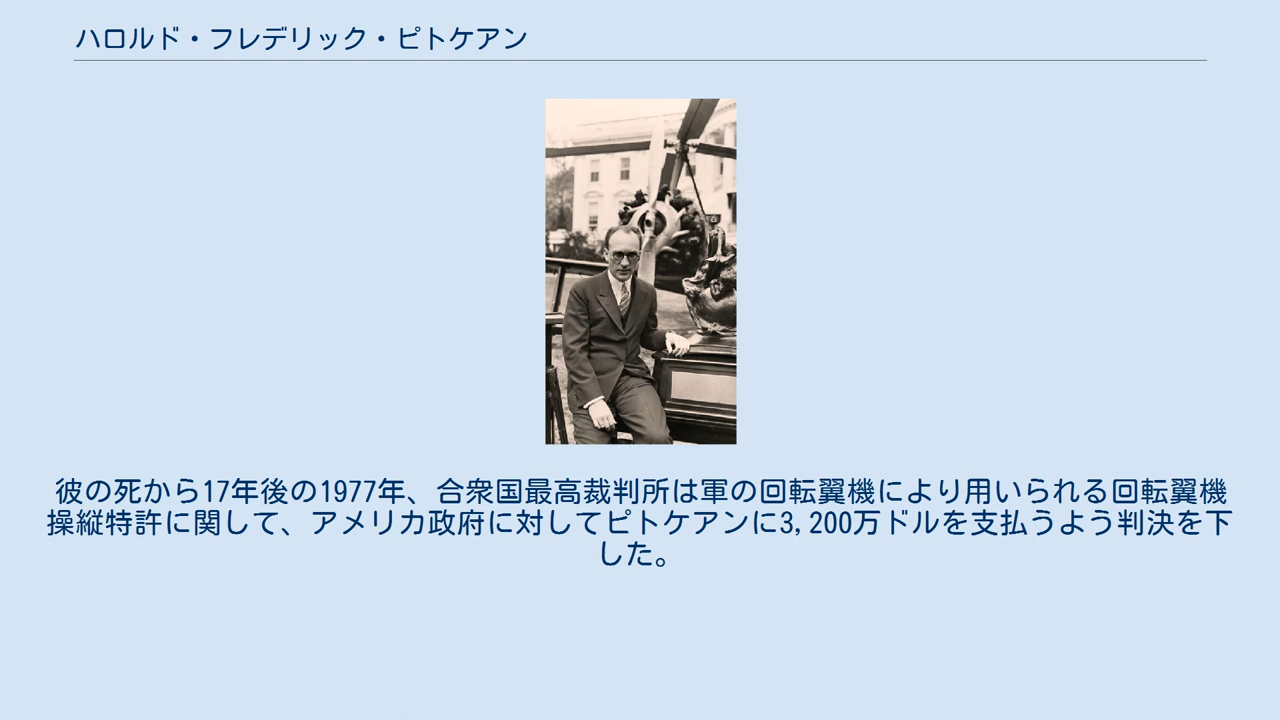 ハロルド・フレデリック・ピトケアン
彼の死から17年後の1977年、合衆国最高裁判所は軍の回転翼機により用いられる回転翼機
操縦特許に関して、アメリカ政府に対してピトケアンに3,200万ドルを支払うよう判決を下
した。